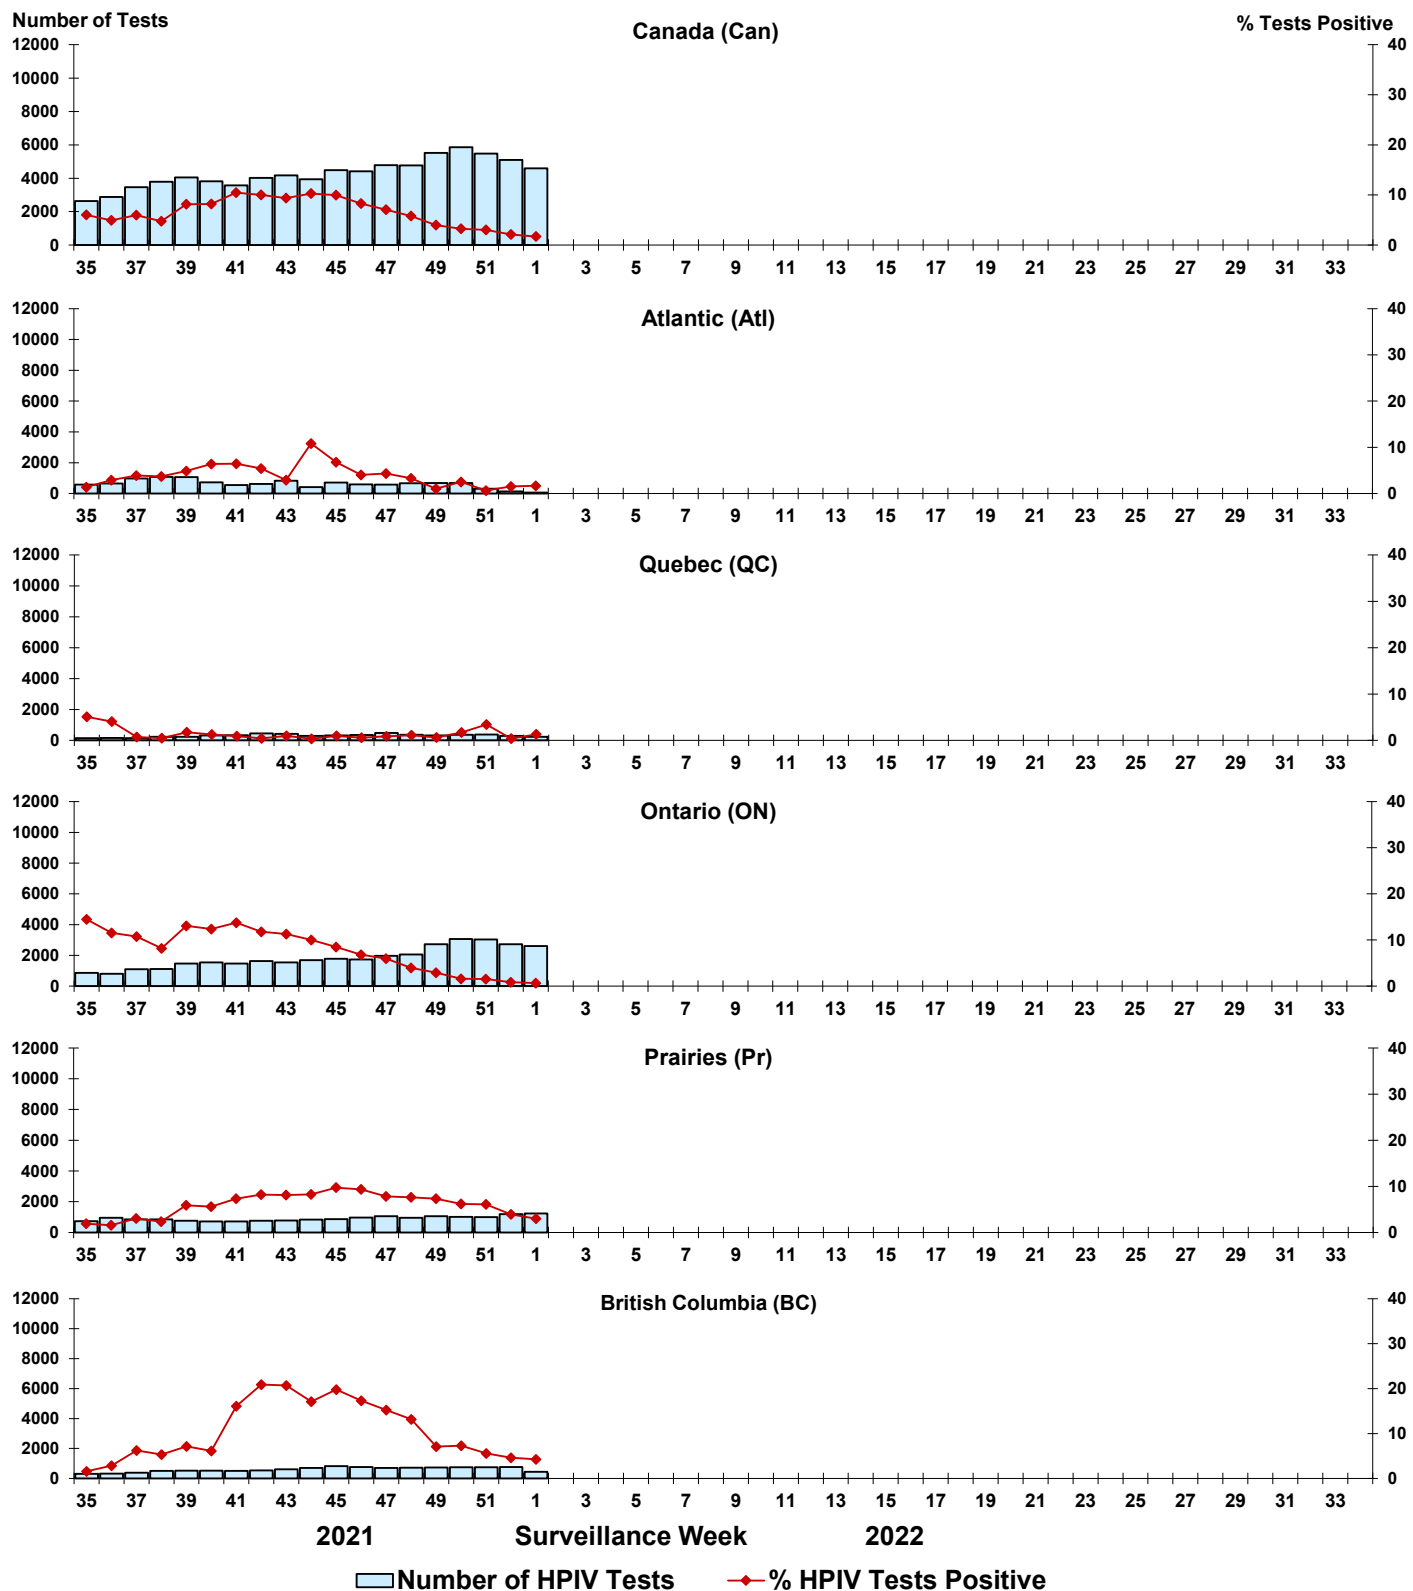 Number of Tests
Canada (Can)
% Tests Positive
12000 40
10000
8000 30
6000 20
4000
2000 10
0 0
35 37 39 41 43 45 47 49 51 1 3 5 7 9 11 13 15 17 19 21 23 25 27 29 31 33
Atlantic (Atl)
12000 40
10000
8000 30
6000 20
4000
2000 10
0 0
35 37 39 41 43 45 47 49 51 1 3 5 7 9 11 13 15 17 19 21 23 25 27 29 31 33
Quebec (QC)
12000 40
10000
8000 30
6000 20
4000
2000 10
0 0
35 37 39 41 43 45 47 49 51 1 3 5 7 9 11 13 15 17 19 21 23 25 27 29 31 33
Ontario (ON)
12000 40
10000
8000 30
6000 20
4000
2000 10
0 0
35 37 39 41 43 45 47 49 51 1 3 5 7 9 11 13 15 17 19 21 23 25 27 29 31 33
Prairies (Pr)
12000 40
10000
8000 30
6000 20
4000
2000 10
0 0
35 37 39 41 43 45 47 49 51 1 3 5 7 9 11 13 15 17 19 21 23 25 27 29 31 33
British Columbia (BC)
12000 40
10000
8000 30
6000 20
4000
2000 10
0 0
35 37 39 41 43 45 47 49 51 1 3 5 7 9 11 13 15 17 19 21 23 25 27 29 31 33
2021 Surveillance Week 2022
Number of HPIV Tests % HPIV Tests Positive